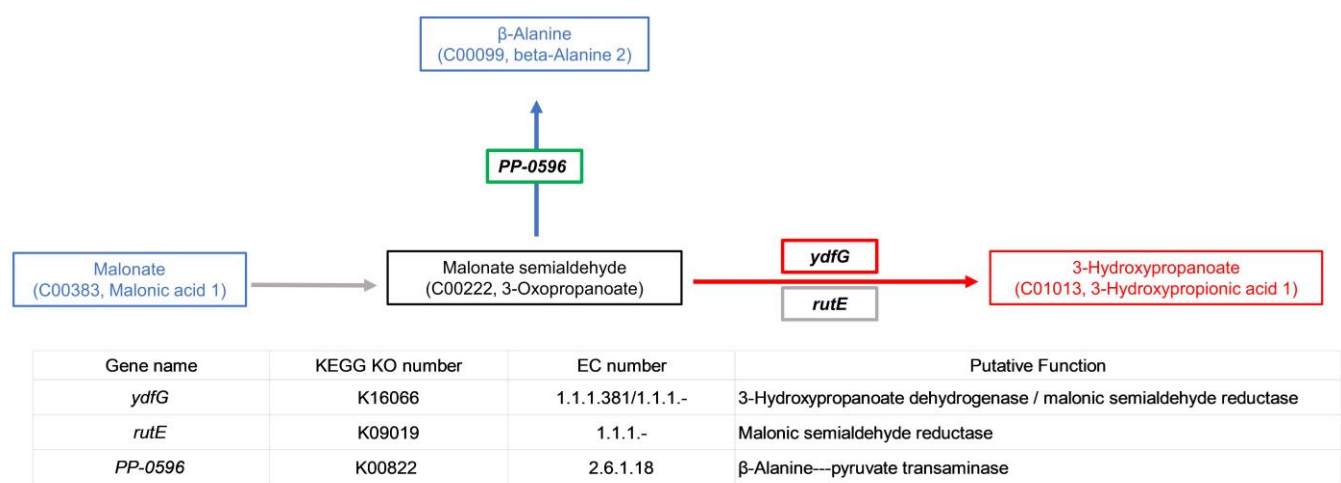 β-Alanine
(C00099, beta-Alanine 2)
PP-0596
Malonate
(C00383, Malonic acid 1)
Malonate semialdehyde
(C00222, 3-Oxopropanoate)
ydfG
rutE
3-Hydroxypropanoate
(C01013, 3-Hydroxypropionic acid 1)
Gene name KEGG KO number EC number Putative Function
ydfG K16066 1.1.1.381/1.1.1.- 3-Hydroxypropanoate dehydrogenase / malonic semialdehyde reductase
rutE K09019 1.1.1.- Malonic semialdehyde reductase
PP-0596 K00822 2.6.1.18 β-Alanine---pyruvate transaminase